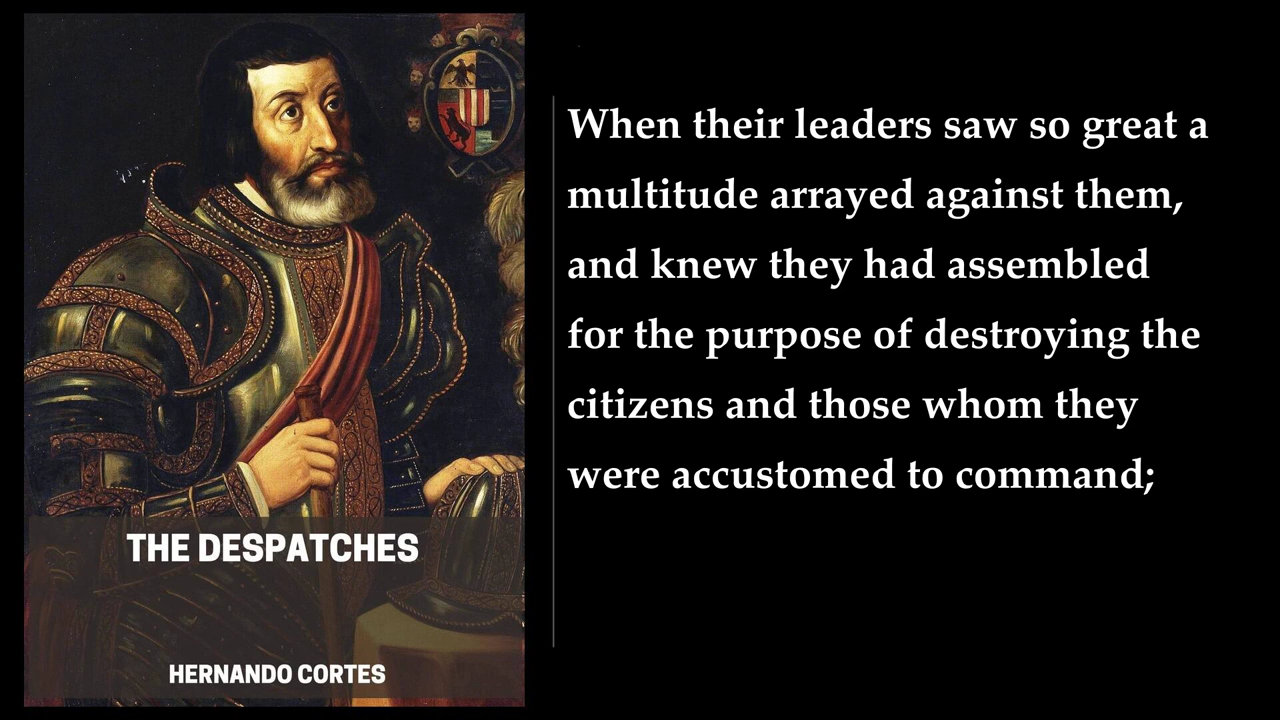 THE DESPATCHES
HERNANDO CORTES
When their leaders saw so great a
multitude arrayed against them,
and knew they had assembled
for the purpose of destroying the
citizens and those whom they
were accustomed to command;